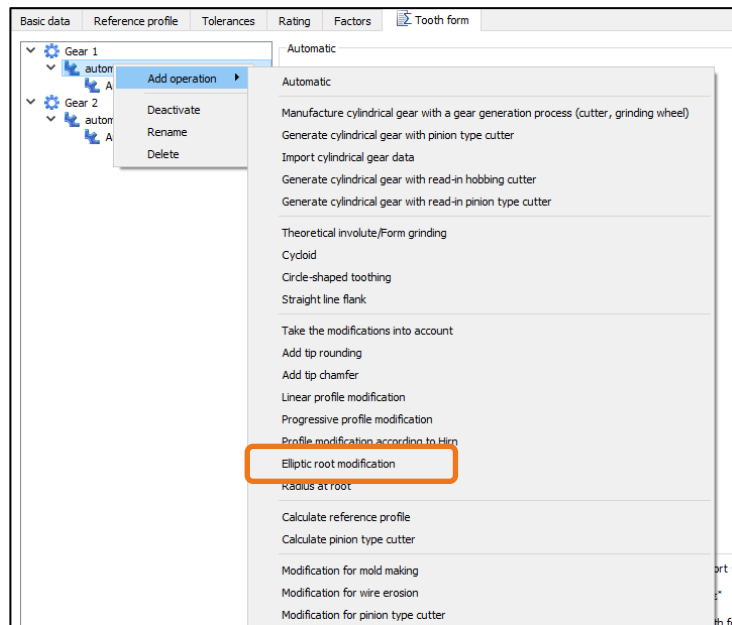 Basic data Reference profile Tolerances Rating Factors Tooth form
Gear 1
Automatic
autom
Add operation
A
Automatic
Gear 2
Deactivate
Manufacture cylindrical gear with a gear generation process (cutter, grinding wheel)
autom
Rename
Generate cylindrical gear with pinion type cutter
A
Delete
Import cylindrical gear data
Generate cylindrical gear with read-in hobbing cutter
Generate cylindrical gear with read-in pinion type cutter
Theoretical involute/Form grinding
Cycloid
Circle-shaped toothing
Straight line flank
Take the modifications into account
Add tip rounding
Add tip chamfer
Linear profile modification
Progressive profile modification
Profile modification according to Hirn
Elliptic root modification
Radius at root
Calculate reference profile
Calculate pinion type cutter
Modification for mold making
ort
Modification for wire erosion
Modification for pinion type cutter